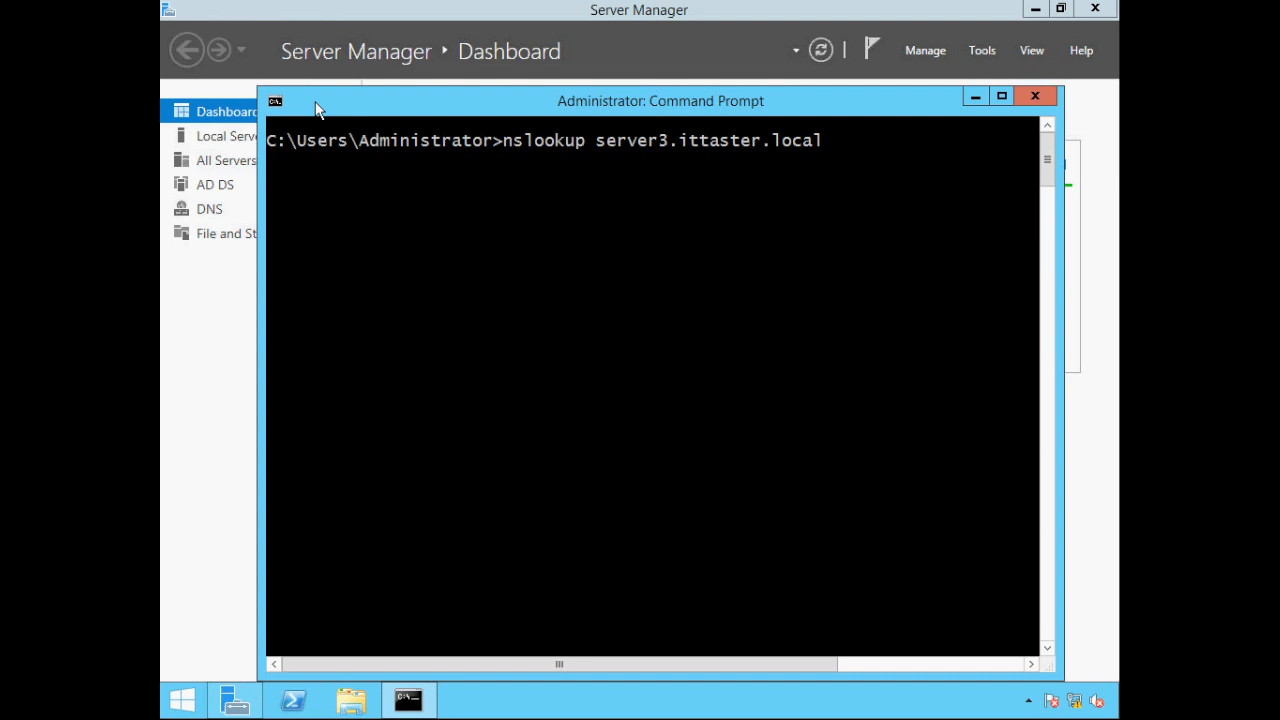 Server Manager
Server Manager Dashboard
Manage
Tools
View
Help
Administrator: Command Prompt
C:\Users\Administrator>nslookup server3.ittaster.local
Dashboard
Local Serve
All Servers
AD DS
DNS
File and St